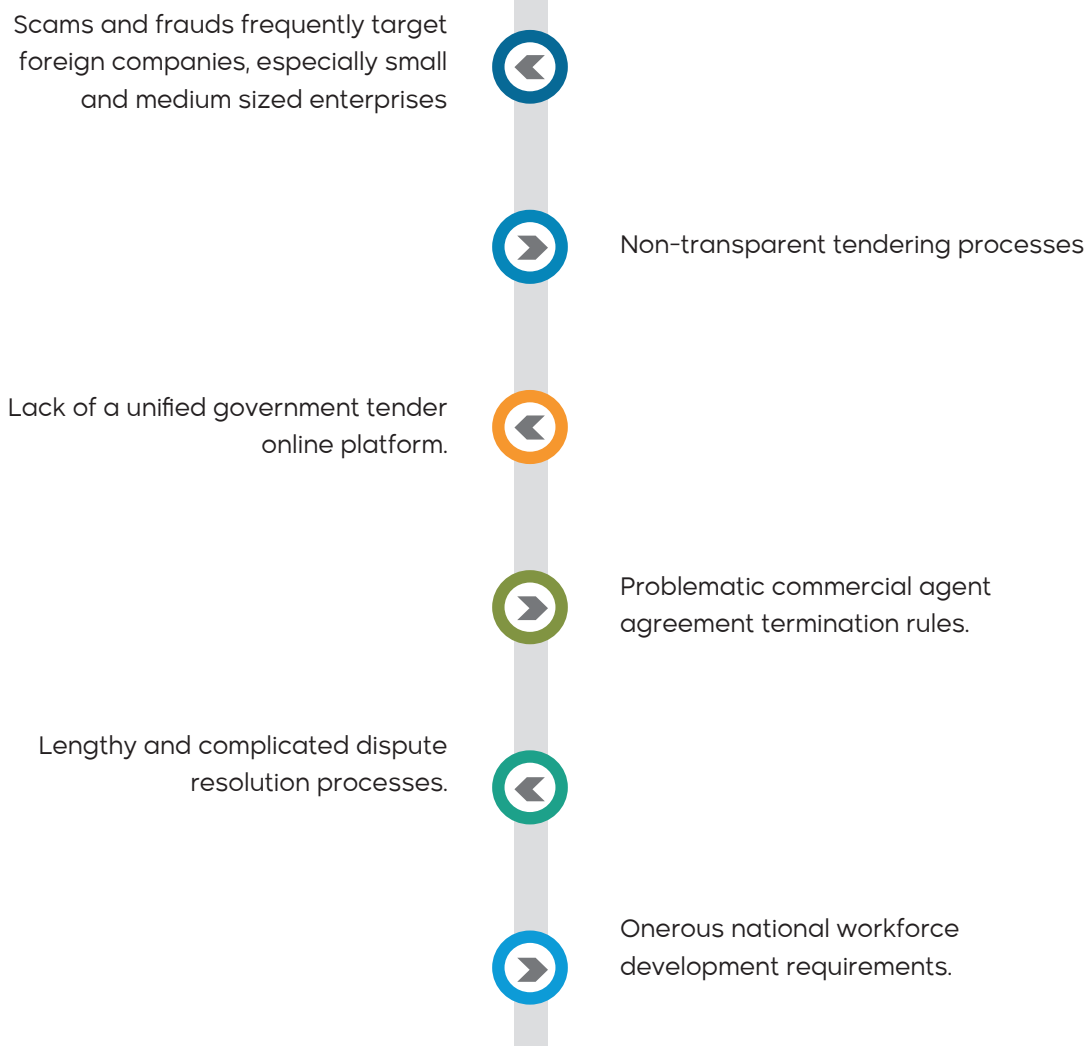 Scams and frauds frequently target
foreign companies, especially small
and medium sized enterprises
Non-transparent tendering processes
Lack of a unified government tender
online platform.
Problematic commercial agent
agreement termination rules.
Lengthy and complicated dispute
resolution processes.
Onerous national workforce
development requirements.